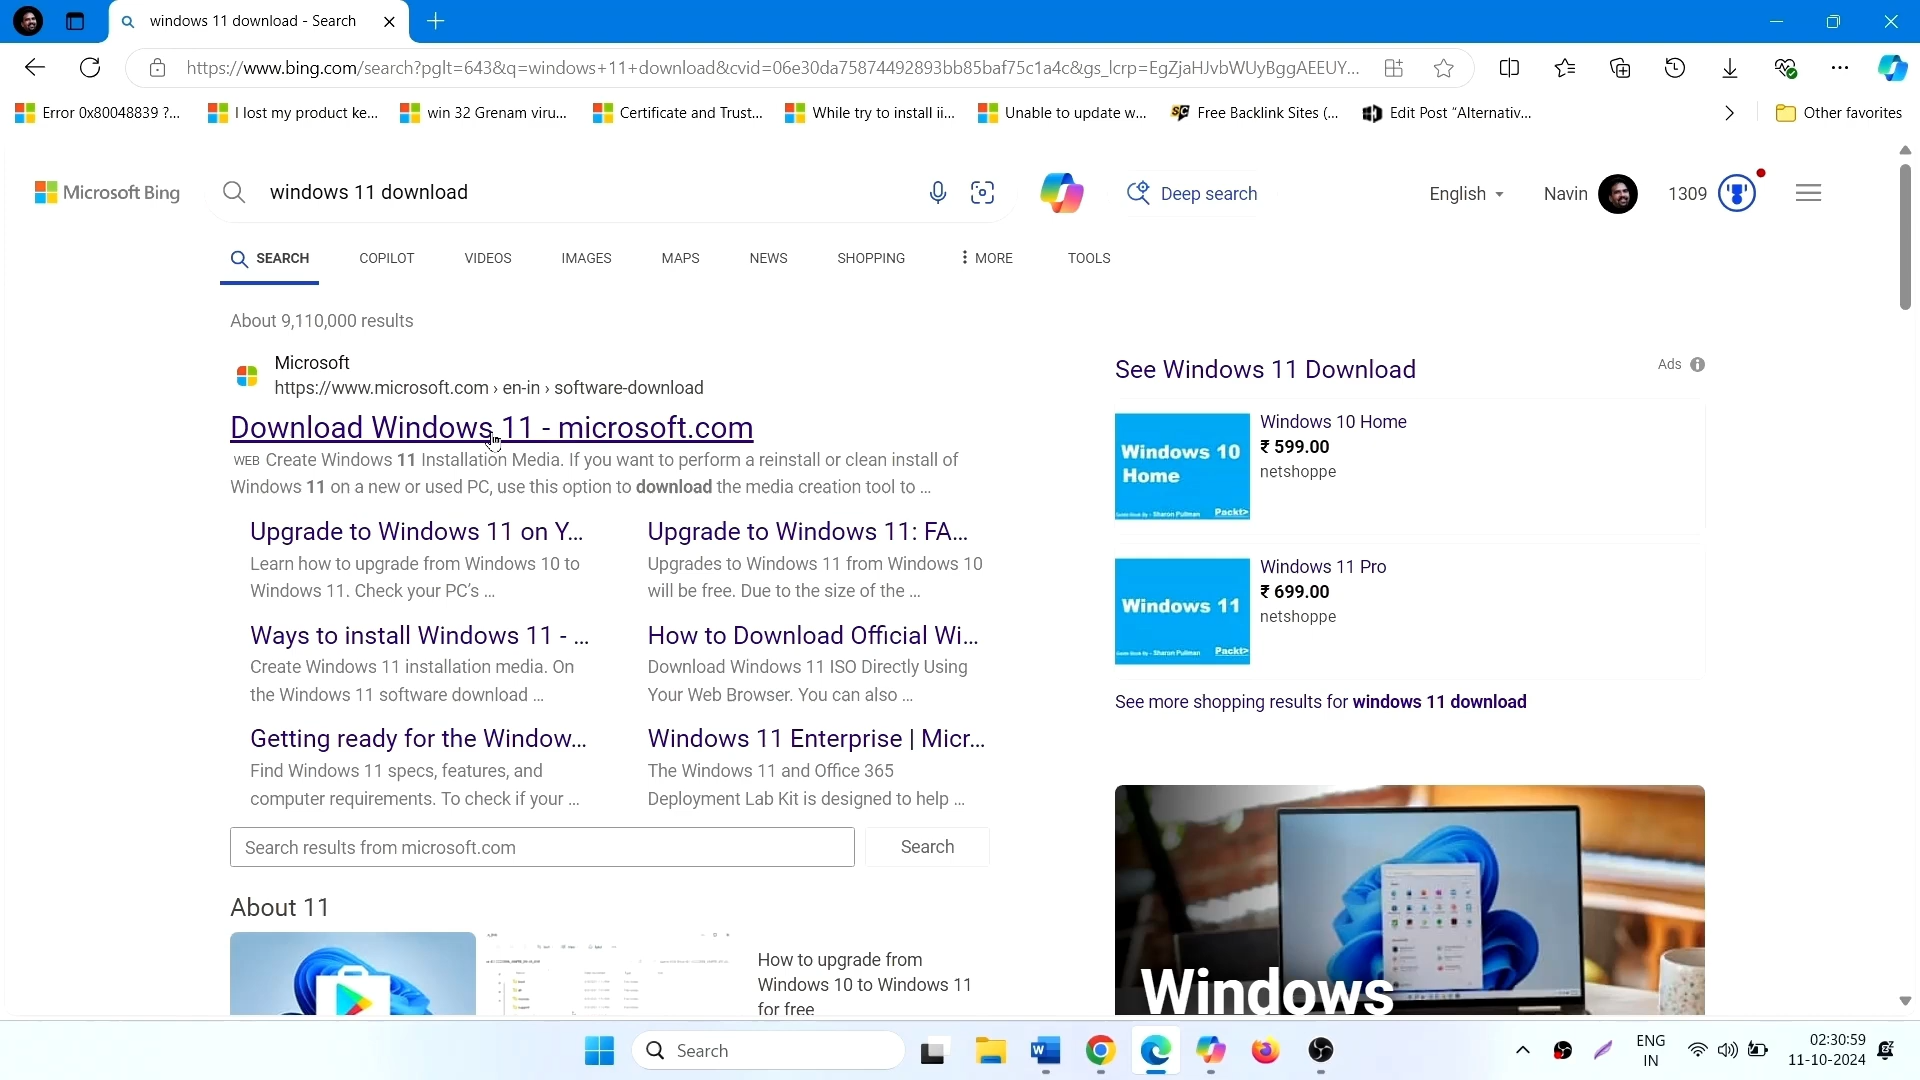 windows 11 download - Search
https://www.bing.com/search?pglt=643&q=windows+11+download&cvid=06e30da75874492893bb85baf75c1a4c&gs_lcrp=EgZjaHJvbWUyBggAEEUY...
Error 0x80048839 ?...
I lost my product ke...
win 32 Grenam viru...
Certificate and Trust...
While try to install ii...
Unable to update w...
Free Backlink Sites (...
Edit Post “Alternativ...
Other favorites
Microsoft Bing
windows 11 download
Deep search
English
Navin
1309
SEARCH
COPILOT
VIDEOS
IMAGES
MAPS
NEWS
SHOPPING
MORE
TOOLS
About 9,110,000 results
Microsoft
https://www.microsoft.com › en-in › software-download
Download Windows 11 - microsoft.com
WEB Create Windows 11 Installation Media. If you want to perform a reinstall or clean install of
Windows 11 on a new or used PC, use this option to download the media creation tool to ...
Upgrade to Windows 11 on Y...
Learn how to upgrade from Windows 10 to
Windows 11. Check your PC’s ...
Upgrade to Windows 11: FA...
Upgrades to Windows 11 from Windows 10
will be free. Due to the size of the ...
Ways to install Windows 11 - ...
Create Windows 11 installation media. On
the Windows 11 software download ...
How to Download Official Wi...
Download Windows 11 ISO Directly Using
Your Web Browser. You can also ...
Getting ready for the Window...
Find Windows 11 specs, features, and
computer requirements. To check if your ...
Windows 11 Enterprise | Micr...
The Windows 11 and Office 365
Deployment Lab Kit is designed to help ...
Search results from microsoft.com
Search
About 11
How to upgrade from
Windows 10 to Windows 11
for free
See Windows 11 Download
Ads
Windows 10
Home
Packt>
Windows 10 Home
₹ 599.00
netshoppe
Windows 11
Packt>
Windows 11 Pro
₹ 699.00
netshoppe
See more shopping results for windows 11 download
Windows
Search
ENG
IN
02:30:59
11-10-2024